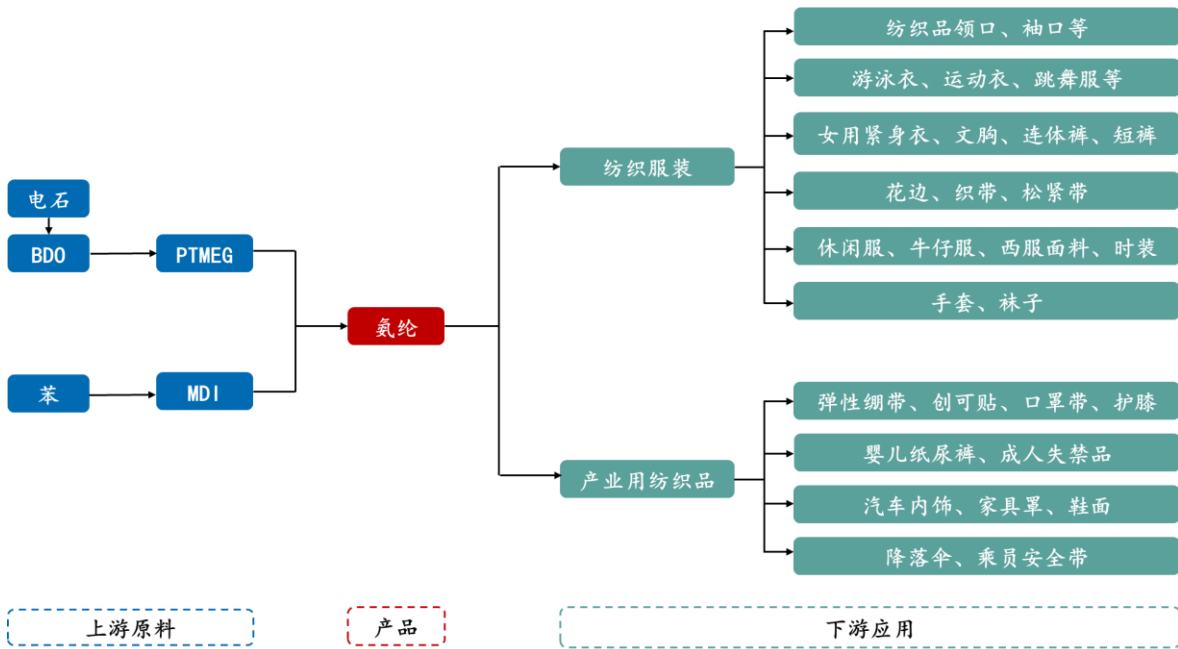 电石
BDO
PTMEG
苯
MDI
氨纶
纺织服装
纺织品领口、袖口等
游泳衣、运动衣、跳舞服等
女用紧身衣、文胸、连体裤、短裤
花边、织带、松紧带
休闲服、牛仔服、西服面料、时装
手套、袜子
产业用纺织品
弹性绷带、创可贴、口罩带、护膝
婴儿纸尿裤、成人失禁品
汽车内饰、家具罩、鞋面
降落伞、乘员安全带
上游原料
产品
下游应用